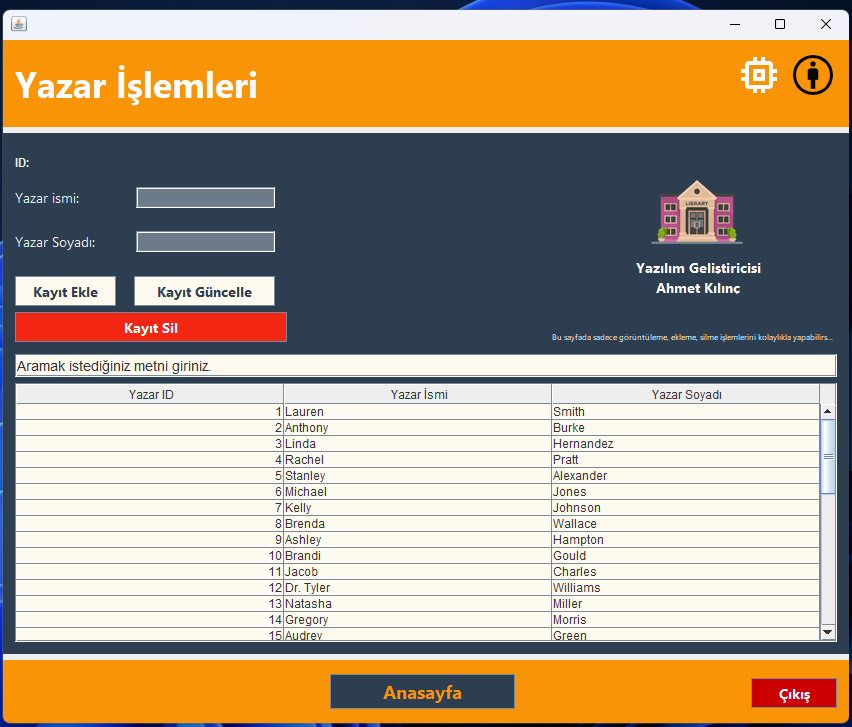 Yazar İşlemleri
ID:
Yazar ismi:
Yazar Soyadı:
LIBRARY
Yazılım Geliştiricisi
Ahmet Kılınç
Kayıt Ekle
Kayıt Güncelle
Kayıt Sil
Bu sayfada sadece görüntüleme, ekleme, silme işlemlerini kolaylıkla yapabilirs...
Aramak istediğiniz metni giriniz.
Yazar ID Yazar İsmi Yazar Soyadı
1 Lauren Smith
2 Anthony Burke
3 Linda Hernandez
4 Rachel Pratt
5 Stanley Alexander
6 Michael Jones
7 Kelly Johnson
8 Brenda Wallace
9 Ashley Hampton
10 Brandi Gould
11 Jacob Charles
12 Dr. Tyler Williams
13 Natasha Miller
14 Gregory Morris
15 Audrey Green
Anasayfa
Çıkış